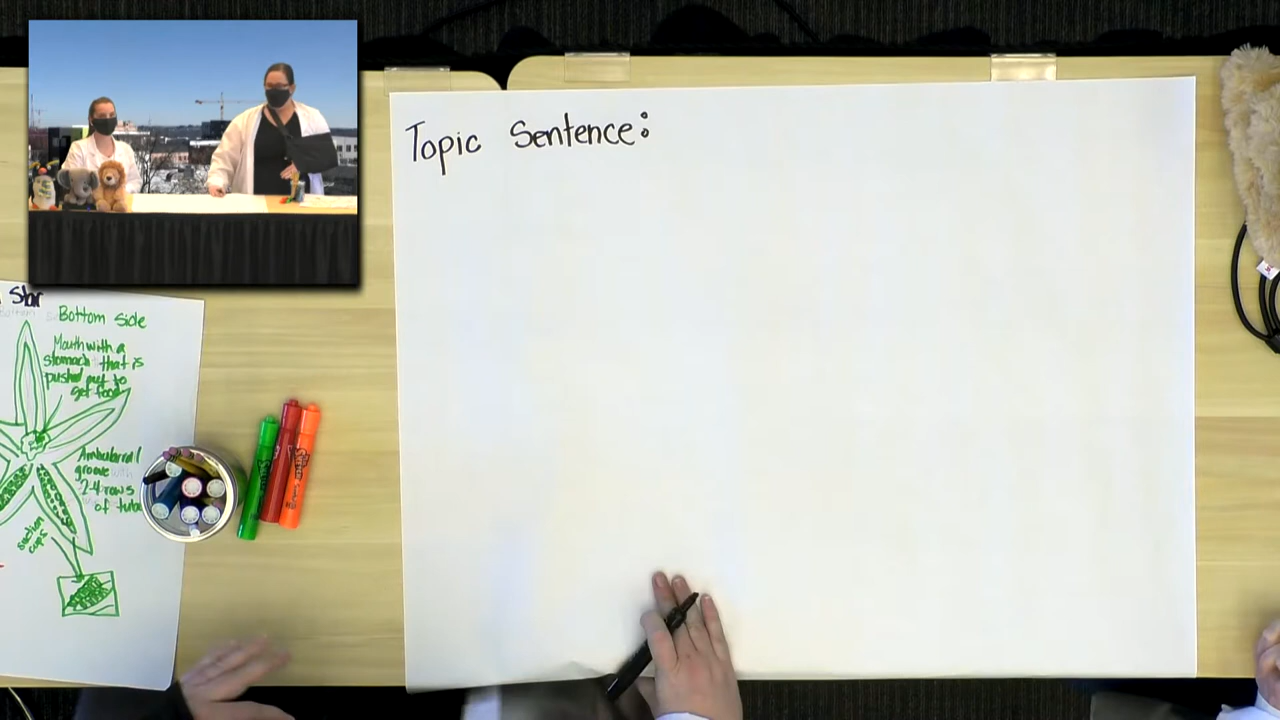 Topic Sentence:
Star
Bottom side
Mouth with a
stomach that is
pushed out to
get food
Ambulacral
groove with
2-4 rows
of tube
suction
cups